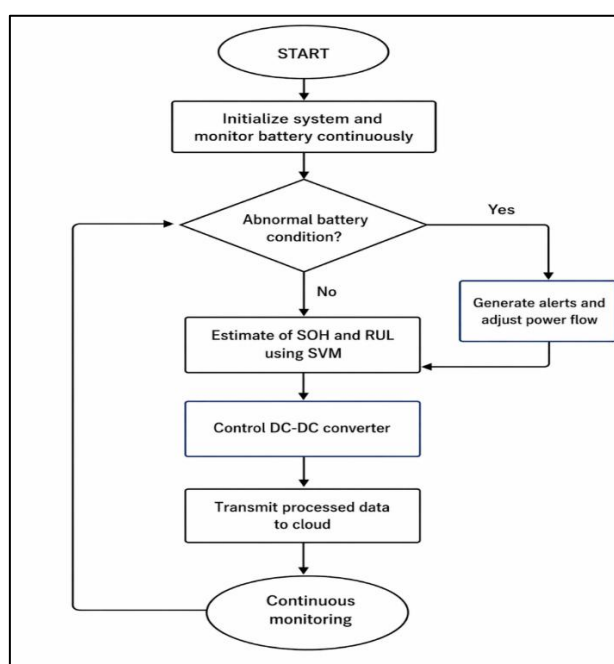 START
Initialize system and
monitor battery continuously
Abnormal battery
condition?
Yes
No
Generate alerts and
adjust power flow
Estimate of SOH and RUL
using SVM
Control DC-DC converter
Transmit processed data
to cloud
Continuous
monitoring